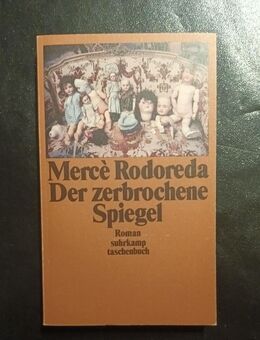 Mercè Rodoreda
Der zerbrochene
Spiegel
Roman
suhrkamp
taschenbuch